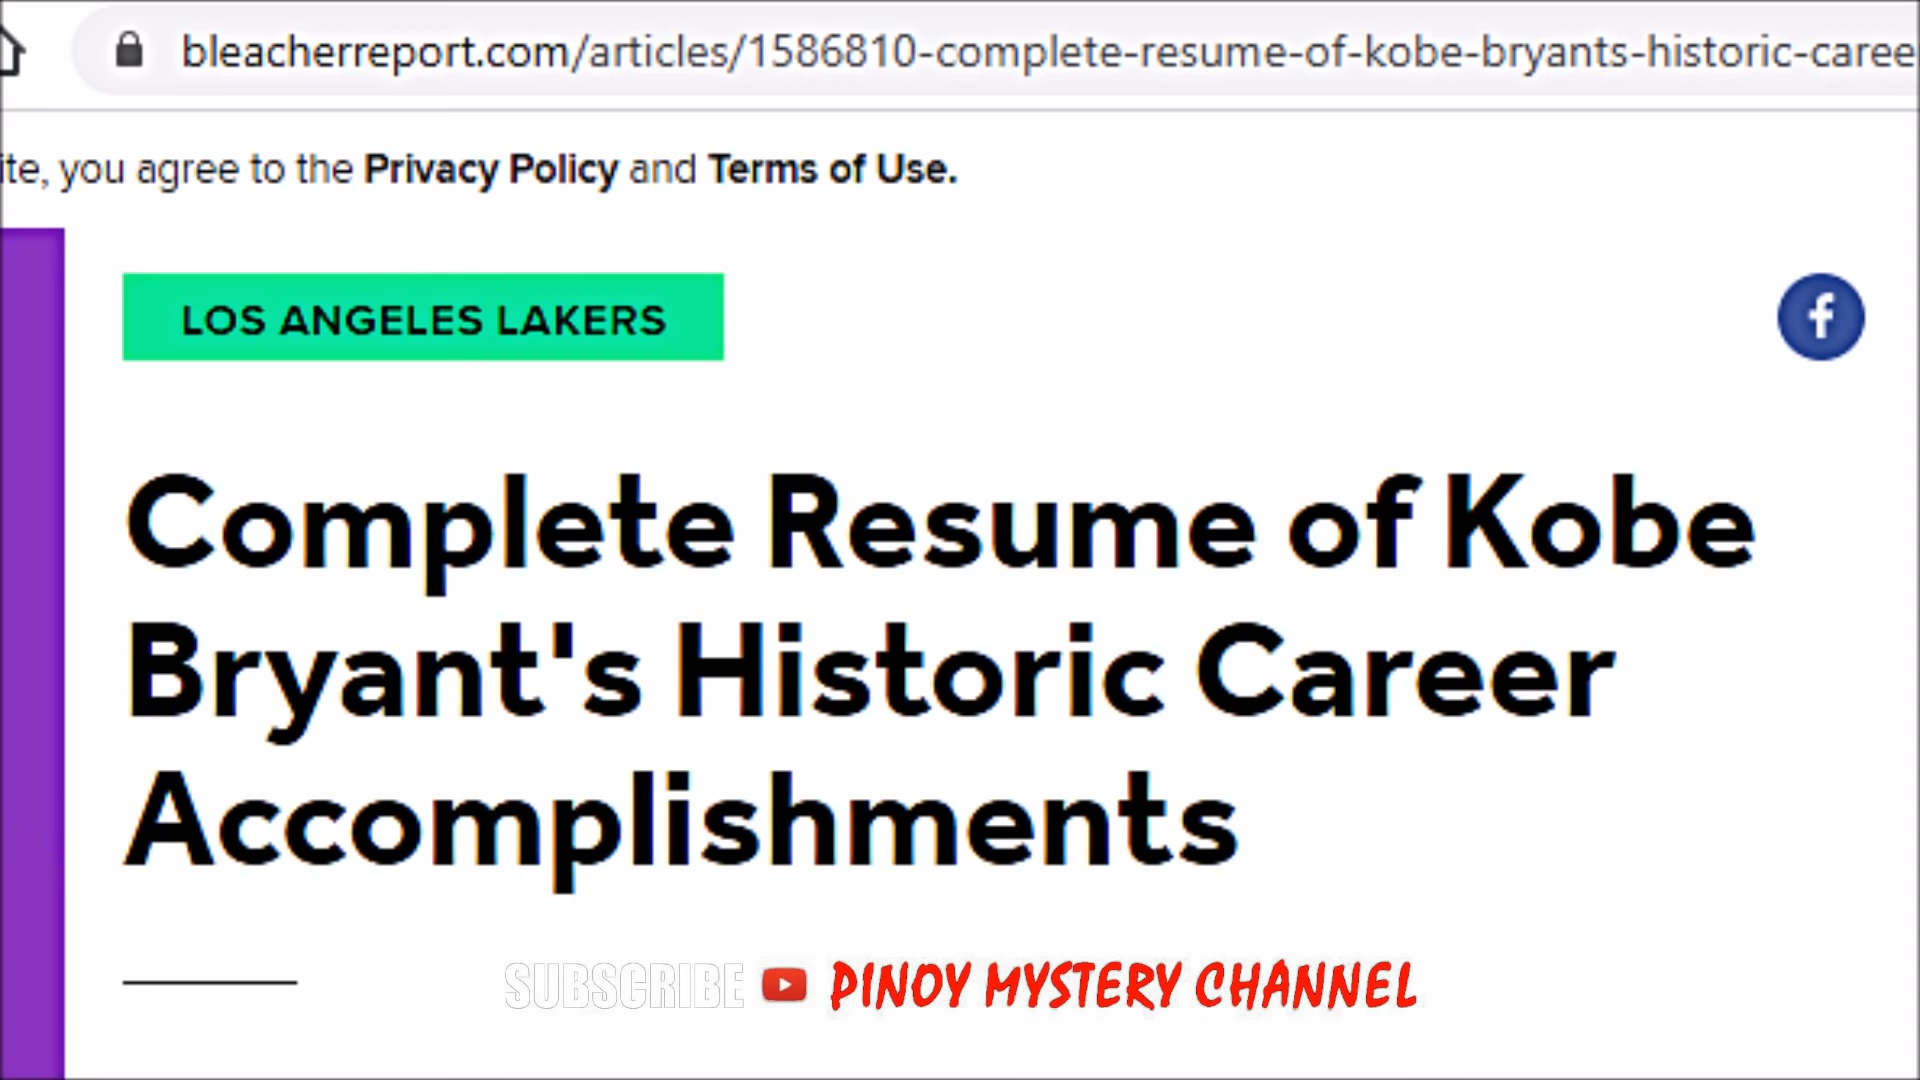 bleacherreport.com/articles/1586810-complete-resume-of-kobe-bryants-historic-caree
ite, you agree to the Privacy Policy and Terms of Use.
LOS ANGELES LAKERS
f
Complete Resume of Kobe
Bryant's Historic Career
Accomplishments
SUBSCRIBE PINOY MYSTERY CHANNEL